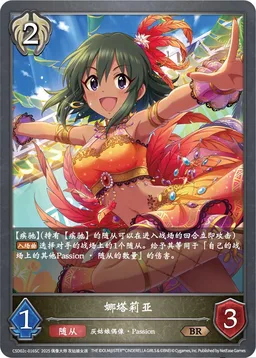 2
【疾驰】(持有【疾驰】的随从可以在进入战场的回合立即攻击)
入场曲 选择对手的战场上的1个随从。给予其等同于「自己的
战场上的其他Passion·随从的数量」的伤害。
娜塔莉亚
1
随从
灰姑娘偶像·Passion
BR
3